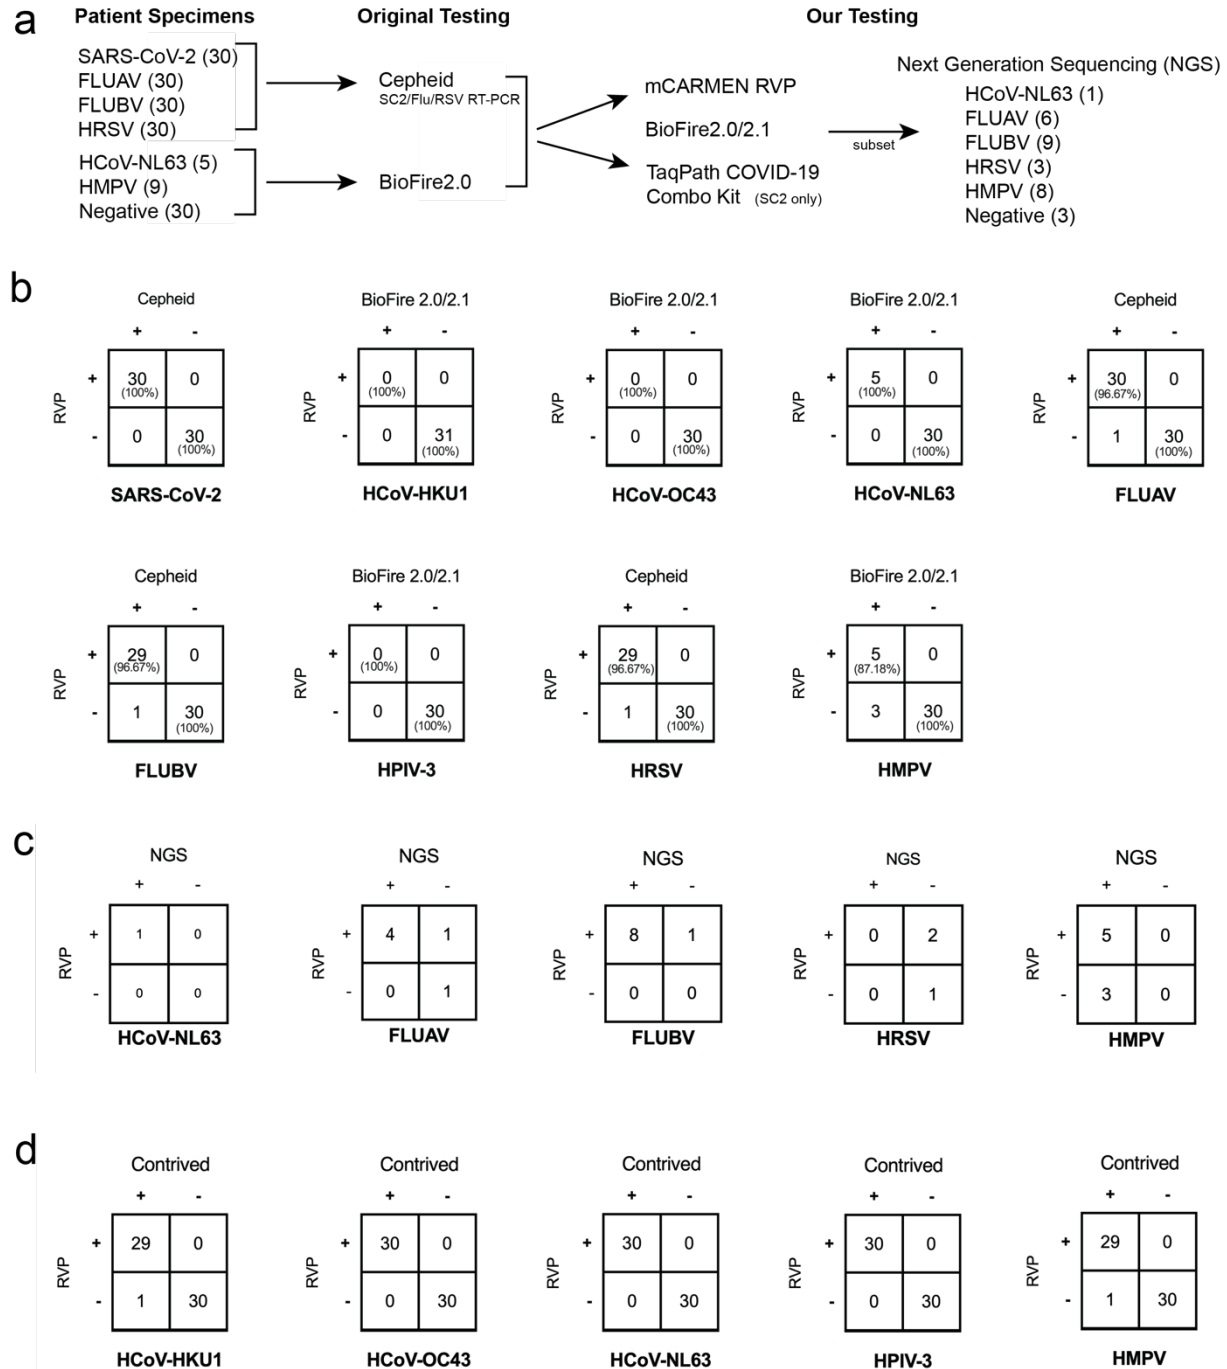 a
Patient Specimens Original Testing Our Testing
SARS-CoV-2 (30)
FLUAV (30)
FLUBV (30)
HRSV (30)
HCoV-NL63 (5)
HMPV (9)
Negative (30)
Cepheid
SC2/Flu/RSV RT-PCR
BioFire2.0
mCARMEN RVP
BioFire2.0/2.1
TaqPath COVID-19
Combo Kit (SC2 only)
subset
Next Generation Sequencing (NGS)
HCoV-NL63 (1)
FLUAV (6)
FLUBV (9)
HRSV (3)
HMPV (8)
Negative (3)
b
Cepheid
+ -
RVP
+ 30 (100%) 0
- 0 30 (100%)
SARS-CoV-2
BioFire 2.0/2.1
+ -
RVP
+ 0 (100%) 0
- 0 31 (100%)
HCoV-HKU1
BioFire 2.0/2.1
+ -
RVP
+ 0 (100%) 0
- 0 30 (100%)
HCoV-OC43
BioFire 2.0/2.1
+ -
RVP
+ 5 (100%) 0
- 0 30 (100%)
HCoV-NL63
Cepheid
+ -
RVP
+ 30 (96.67%) 0
- 1 30 (100%)
FLUAV
Cepheid
+ -
RVP
+ 29 (96.67%) 0
- 1 30 (100%)
FLUBV
BioFire 2.0/2.1
+ -
RVP
+ 0 (100%) 0
- 0 30 (100%)
HPIV-3
Cepheid
+ -
RVP
+ 29 (96.67%) 0
- 1 30 (100%)
HRSV
BioFire 2.0/2.1
+ -
RVP
+ 5 (87.18%) 0
- 3 30 (100%)
HMPV
c
NGS
+ -
RVP
+ 1 0
- 0 0
HCoV-NL63
NGS
+ -
RVP
+ 4 1
- 0 1
FLUAV
NGS
+ -
RVP
+ 8 1
- 0 0
FLUBV
NGS
+ -
RVP
+ 0 2
- 0 1
HRSV
NGS
+ -
RVP
+ 5 0
- 3 0
HMPV
d
Contrived
+ -
RVP
+ 29 0
- 1 30
HCoV-HKU1
Contrived
+ -
RVP
+ 30 0
- 0 30
HCoV-OC43
Contrived
+ -
RVP
+ 30 0
- 0 30
HCoV-NL63
Contrived
+ -
RVP
+ 30 0
- 0 30
HPIV-3
Contrived
+ -
RVP
+ 29 0
- 1 30
HMPV